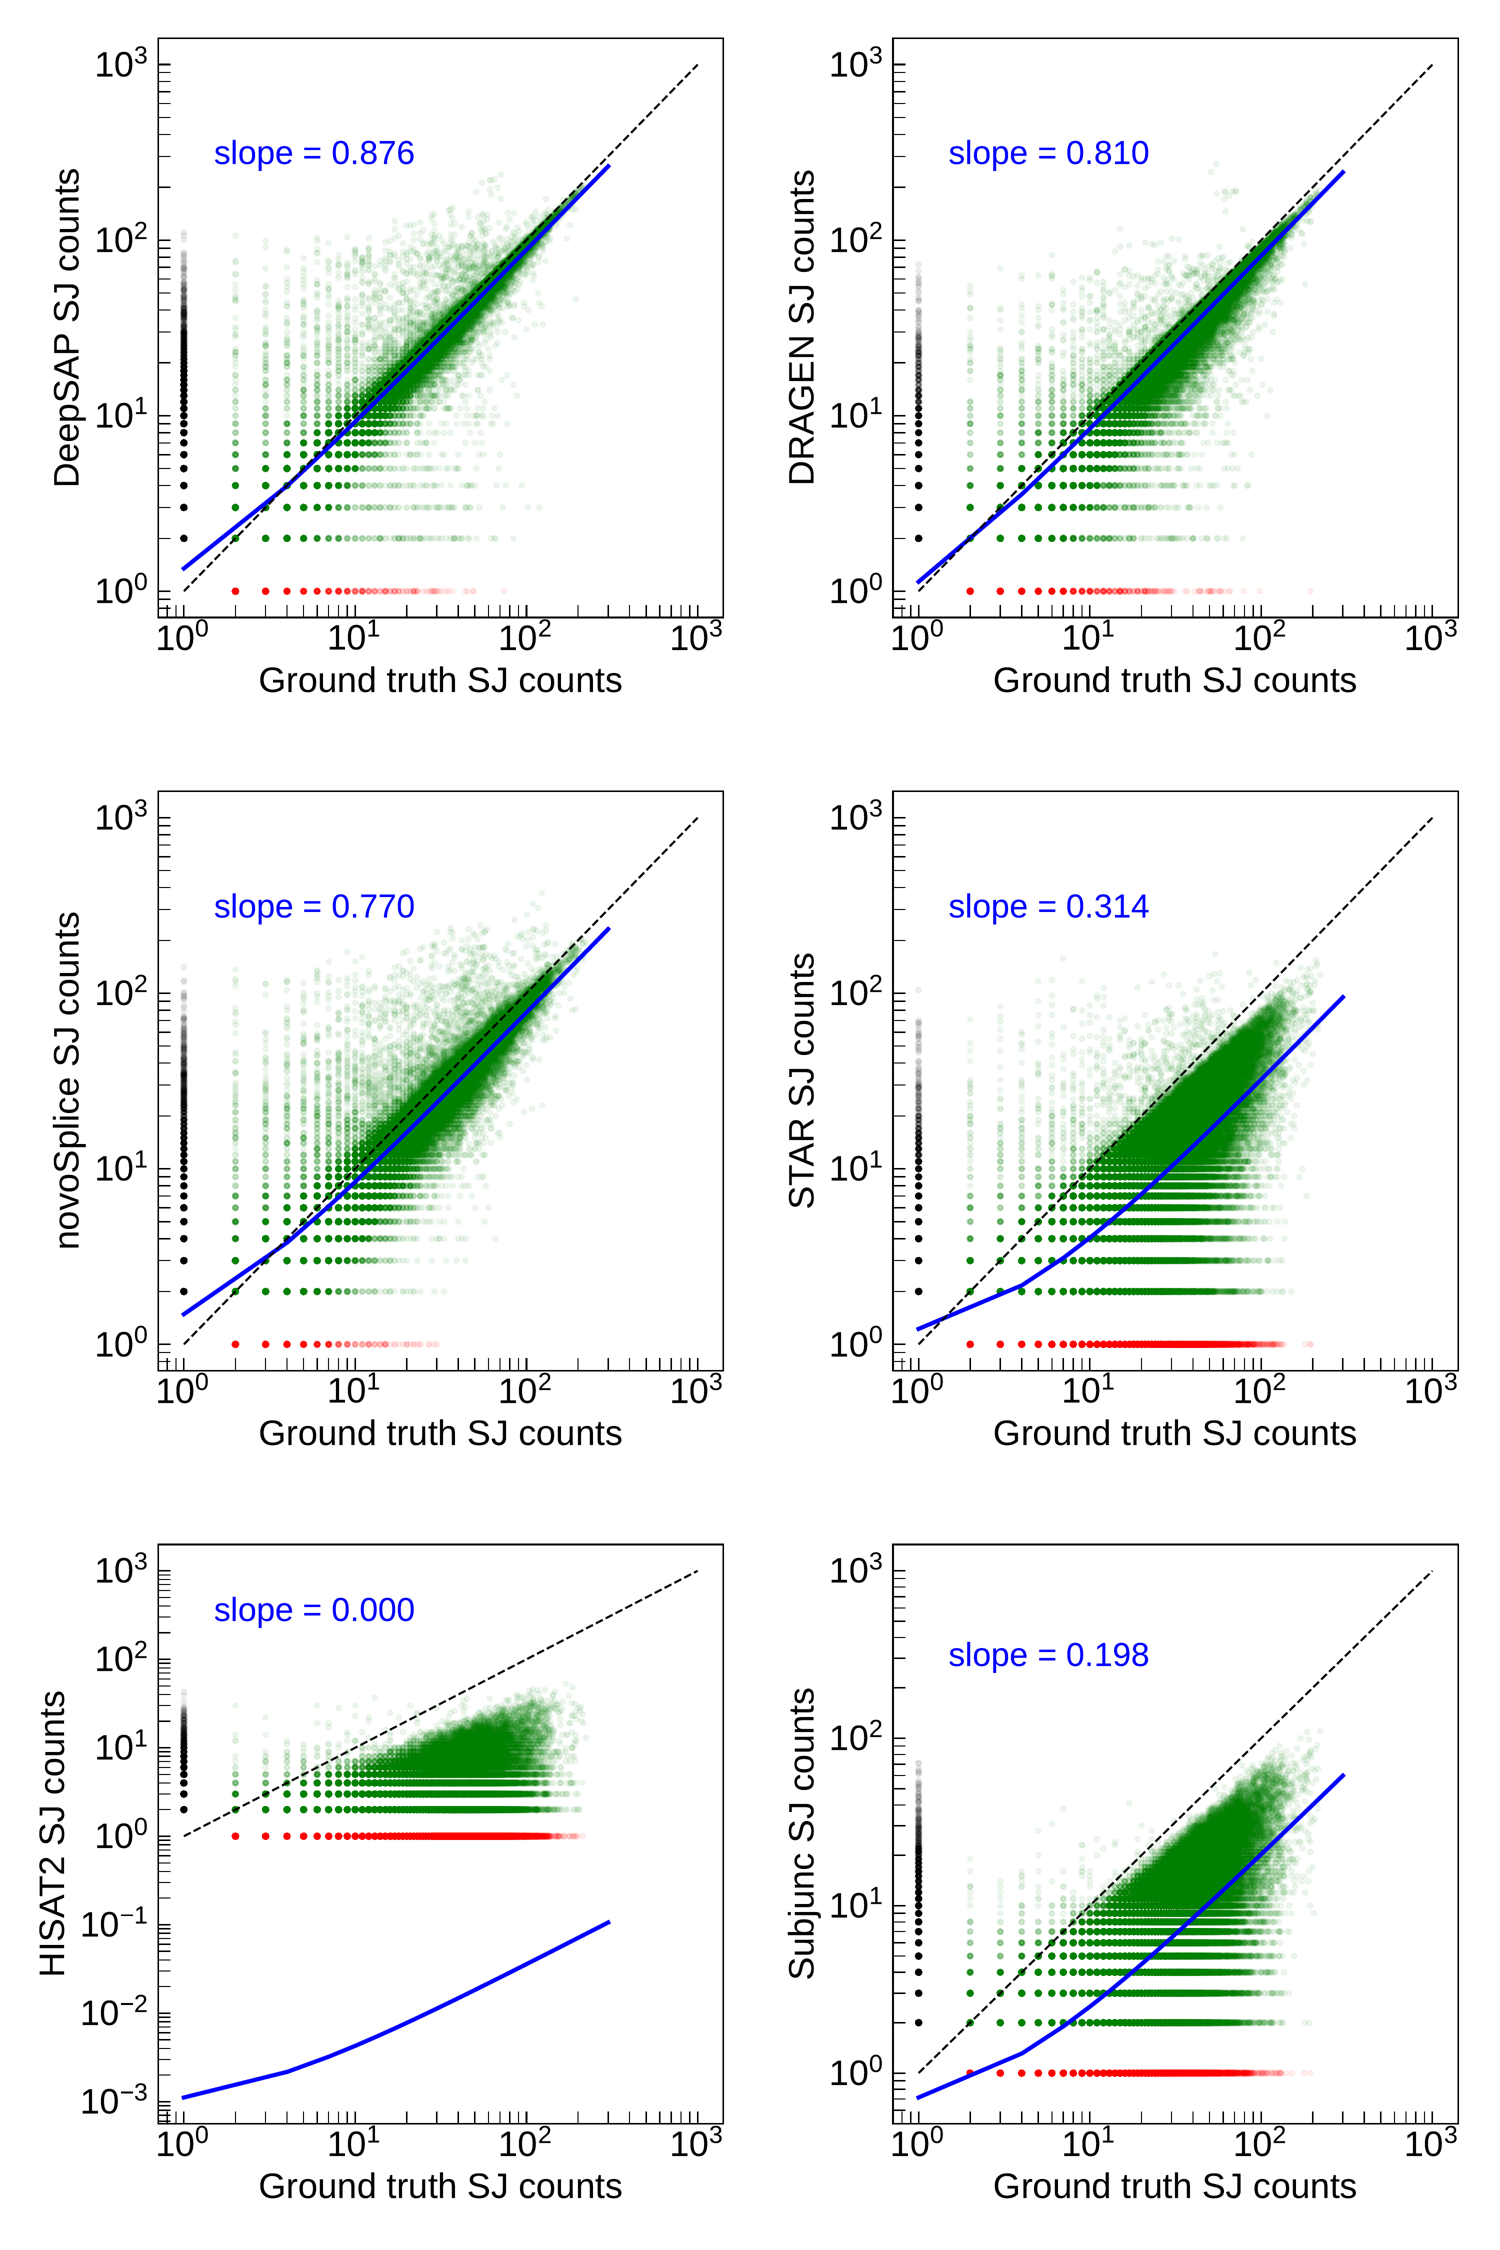 10³
10²
10¹
10⁰
DeepSAP SJ counts
slope = 0.876
10⁰ 10¹ 10² 10³
Ground truth SJ counts
10³
10²
10¹
10⁰
DRAGEN SJ counts
slope = 0.810
10⁰ 10¹ 10² 10³
Ground truth SJ counts
10³
10²
10¹
10⁰
novoSplice SJ counts
slope = 0.770
10⁰ 10¹ 10² 10³
Ground truth SJ counts
10³
10²
10¹
10⁰
STAR SJ counts
slope = 0.314
10⁰ 10¹ 10² 10³
Ground truth SJ counts
10³
10²
10¹
10⁰
10⁻¹
10⁻²
10⁻³
HISAT2 SJ counts
slope = 0.000
10⁰ 10¹ 10² 10³
Ground truth SJ counts
10³
10²
10¹
10⁰
Subjunc SJ counts
slope = 0.198
10⁰ 10¹ 10² 10³
Ground truth SJ counts